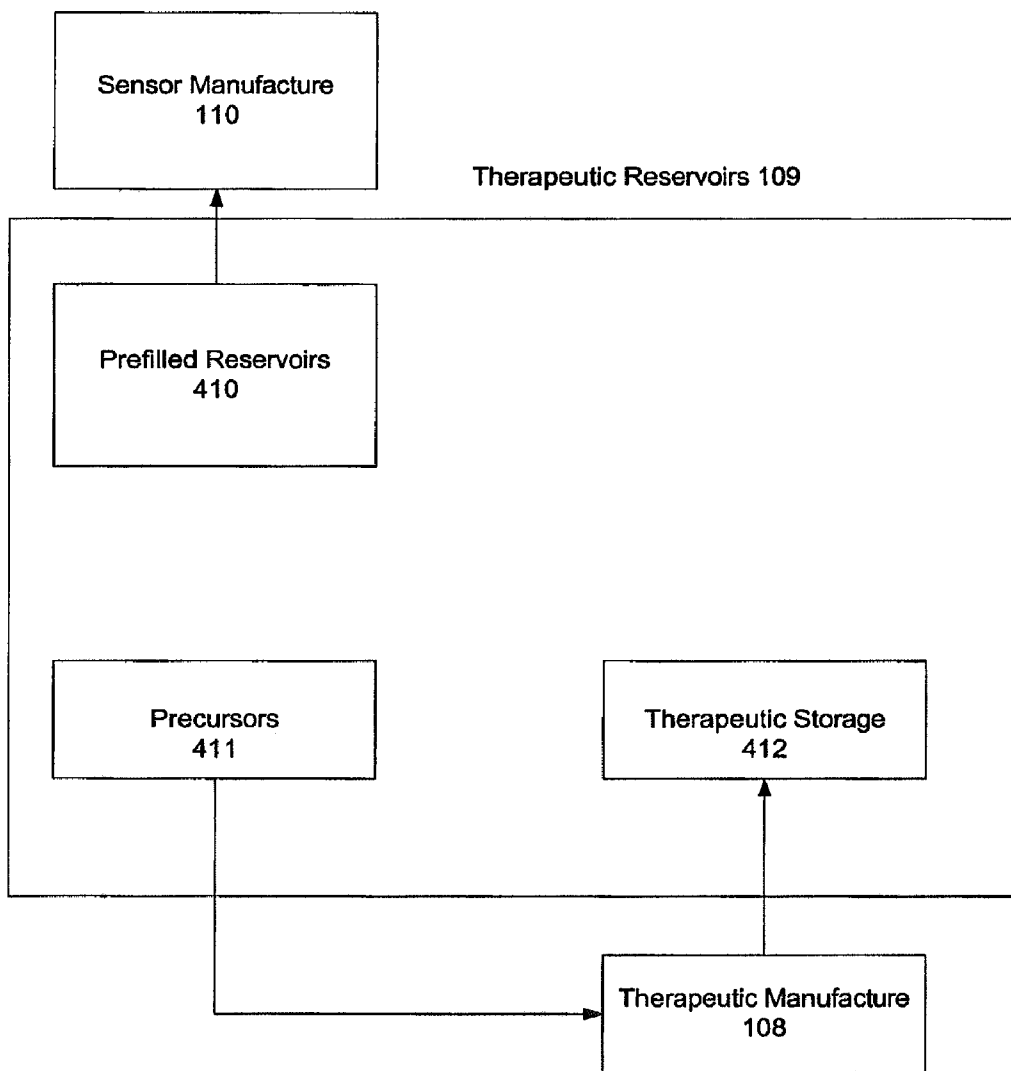 Sensor Manufacture
110
Therapeutic Reservoirs 109
Prefilled Reservoirs
410
Precursors
411
Therapeutic Storage
412
Therapeutic Manufacture
108